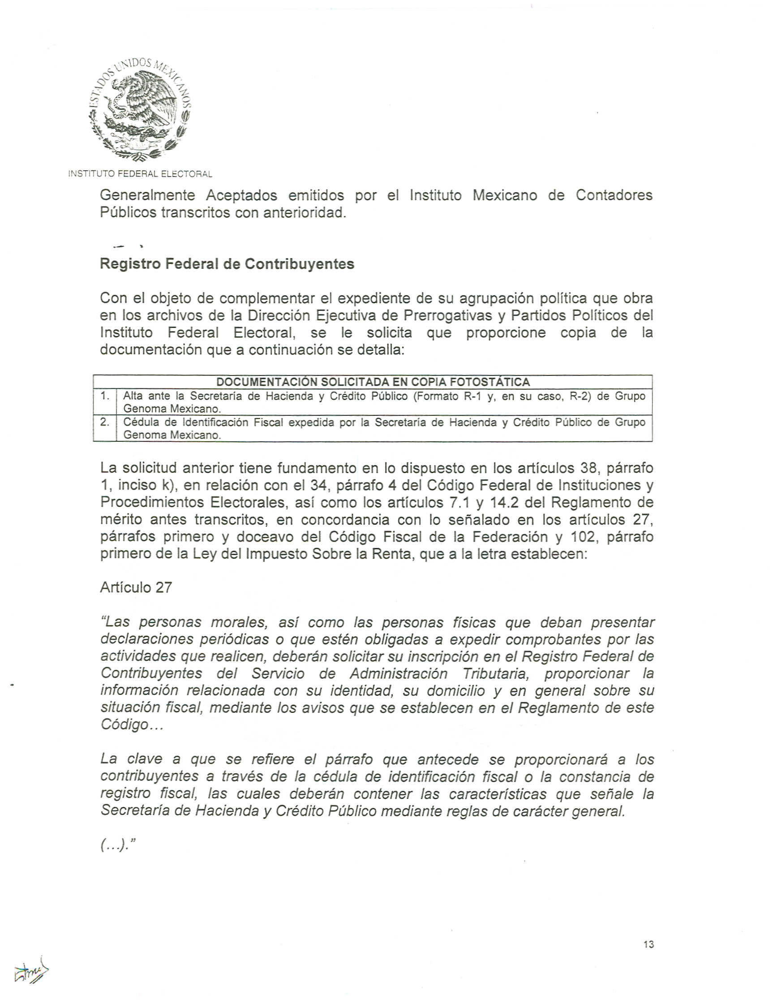 ESTADOS UNIDOS MEXICANOS
INSTITUTO FEDERAL ELECTORAL
Generalmente Aceptados emitidos por el Instituto Mexicano de Contadores
Públicos transcritos con anterioridad.
Registro Federal de Contribuyentes
Con el objeto de complementar el expediente de su agrupación política que obra
en los archivos de la Dirección Ejecutiva de Prerrogativas y Partidos Políticos del
Instituto Federal Electoral, se le solicita que proporcione copia de la
documentación que a continuación se detalla:
DOCUMENTACIÓN SOLICITADA EN COPIA FOTOSTÁTICA
1. Alta ante la Secretaría de Hacienda y Crédito Público (Formato R-1 y, en su caso, R-2) de Grupo
Genoma Mexicano.
2. Cédula de Identificación Fiscal expedida por la Secretaría de Hacienda y Crédito Público de Grupo
Genoma Mexicano.
La solicitud anterior tiene fundamento en lo dispuesto en los artículos 38, párrafo
1, inciso k), en relación con el 34, párrafo 4 del Código Federal de Instituciones y
Procedimientos Electorales, así como los artículos 7.1 y 14.2 del Reglamento de
mérito antes transcritos, en concordancia con lo señalado en los artículos 27,
párrafos primero y doceavo del Código Fiscal de la Federación y 102, párrafo
primero de la Ley del Impuesto Sobre la Renta, que a la letra establecen:
Artículo 27
“Las personas morales, así como las personas físicas que deban presentar
declaraciones periódicas o que estén obligadas a expedir comprobantes por las
actividades que realicen, deberán solicitar su inscripción en el Registro Federal de
Contribuyentes del Servicio de Administración Tributaria, proporcionar la
información relacionada con su identidad, su domicilio y en general sobre su
situación fiscal, mediante los avisos que se establecen en el Reglamento de este
Código...
La clave a que se refiere el párrafo que antecede se proporcionará a los
contribuyentes a través de la cédula de identificación fiscal o la constancia de
registro fiscal, las cuales deberán contener las características que señale la
Secretaría de Hacienda y Crédito Público mediante reglas de carácter general.
(...).”
13